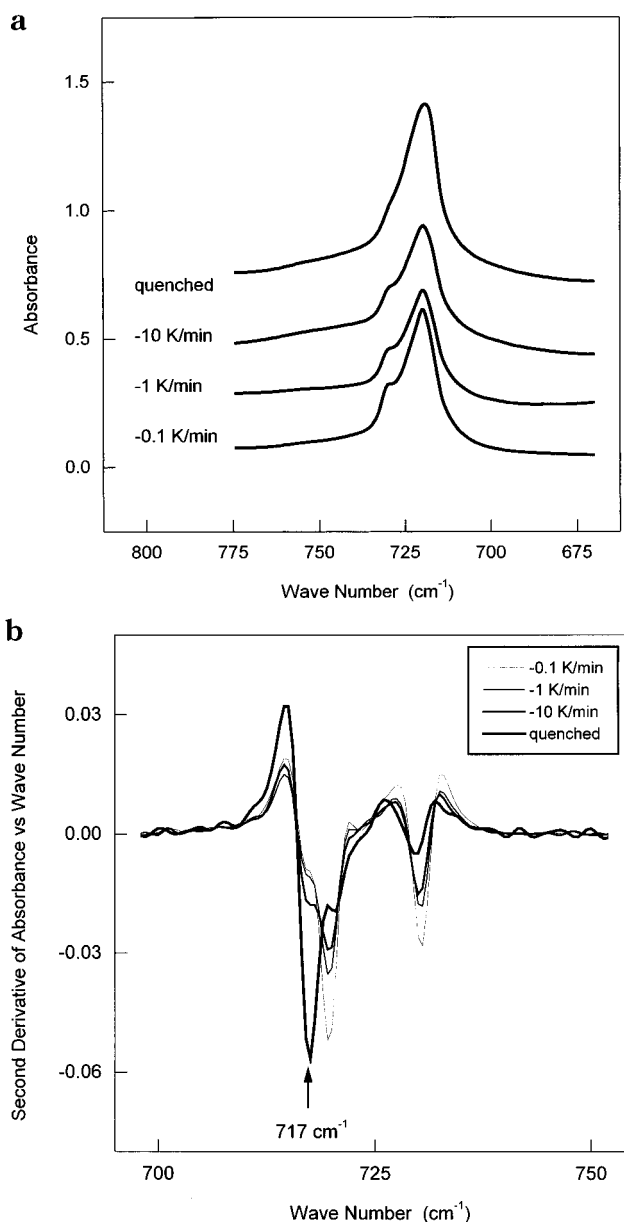 a
1.5
1.0
0.5
0.0
Absorbance
quenched
-10 K/min
-1 K/min
-0.1 K/min
800 775 750 725 700 675
Wave Number (cm-1)
b
-0.1 K/min
-1 K/min
-10 K/min
quenched
0.03
0.00
-0.03
-0.06
Second Derivative of Absorbance vs Wave Number
717 cm-1
700 725 750
Wave Number (cm-1)